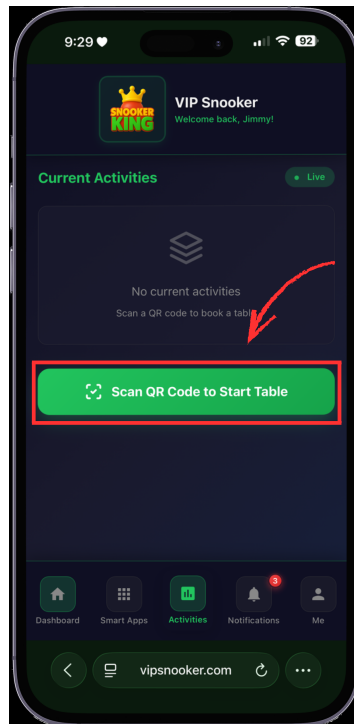 9:29
92
SNOOKER
KING
VIP Snooker
Welcome back, Jimmy!
Current Activities
Live
No current activities
Scan a QR code to book a table
Scan QR Code to Start Table
3
Dashboard
Smart Apps
Activities
Notifications
Me
vipsnooker.com